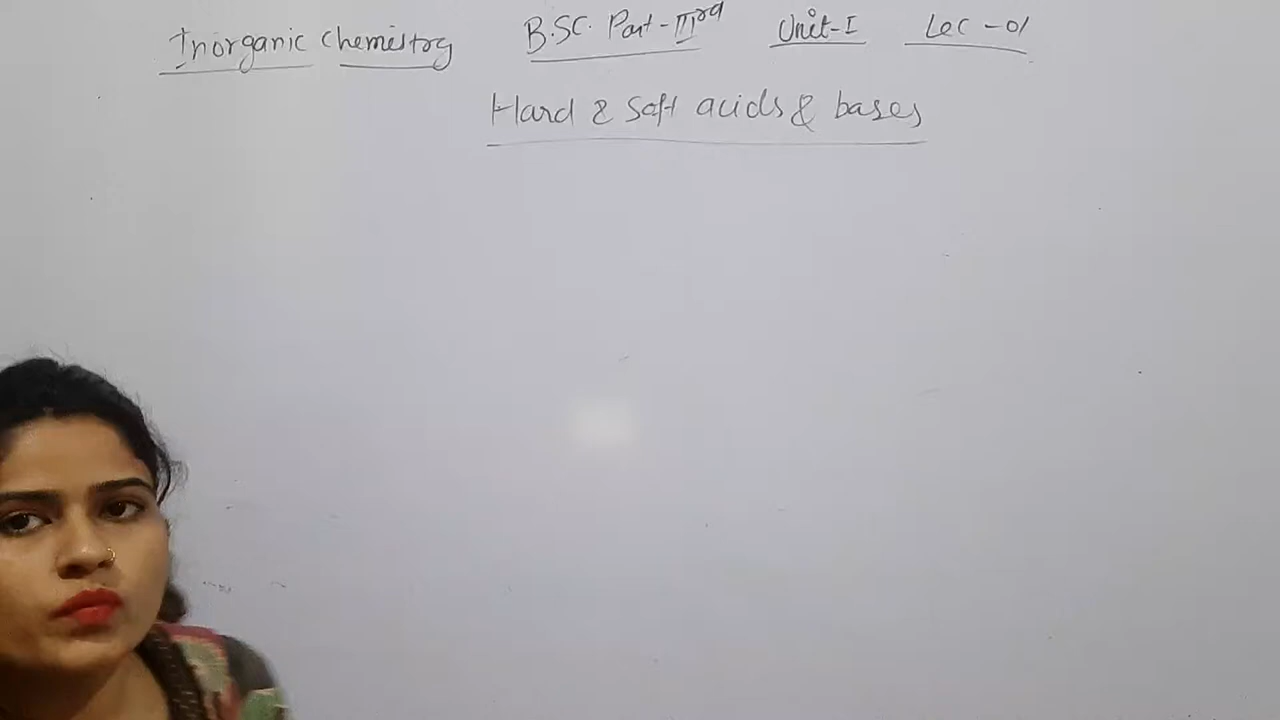 Inorganic chemistry B.SC. Part-IIIrd Unit-I Lec-01
Hard & Soft acids & bases